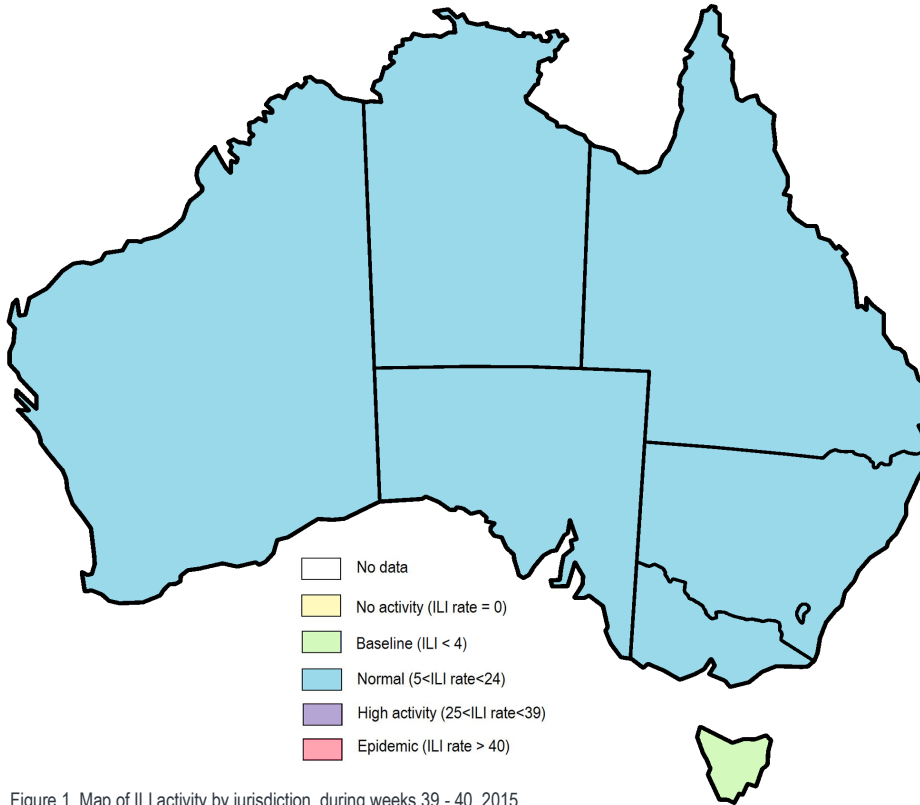 No data
No activity (ILI rate = 0)
Baseline (ILI < 4)
Normal (5<ILI rate<24)
High activity (25<ILI rate<39)
Epidemic (ILI rate > 40)
Figure 1. Map of ILI activity by jurisdiction, during weeks 39 - 40, 2015